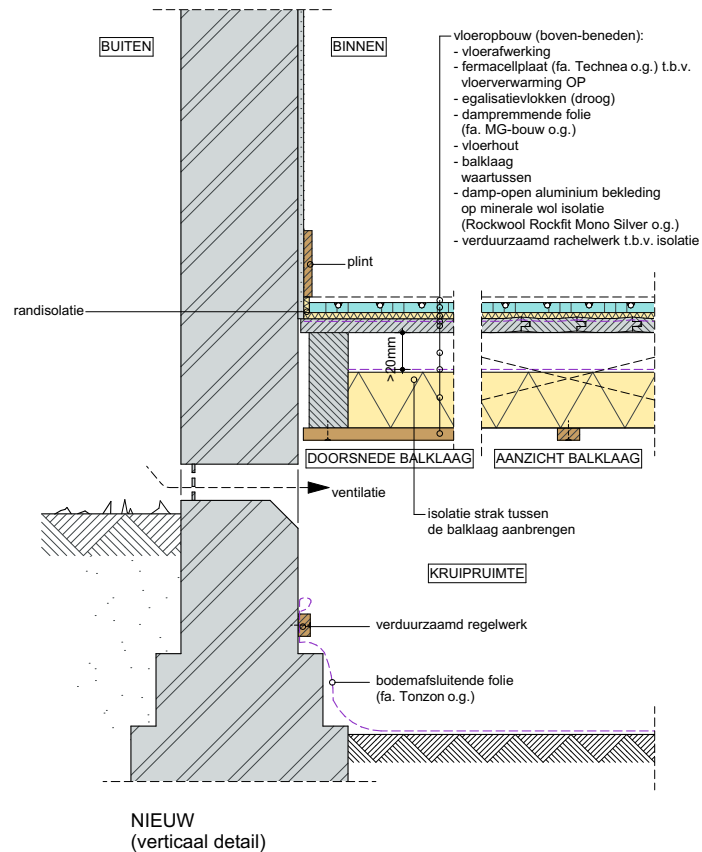 BUITEN
BINNEN
vloeropbouw (boven-beneden):
- vloerafwerking
- fermacellplaat (fa. Technea o.g.) t.b.v.
vloerverwarming OP
- egalisatievlokken (droog)
- dampremmende folie
(fa. MG-bouw o.g.)
- vloerhout
- balklaag
waartussen
- damp-open aluminium bekleding
op minerale wol isolatie
(Rockwool Rockfit Mono Silver o.g.)
- verduurzaamd rachelwerk t.b.v. isolatie
plint
randisolatie
>20mm
DOORSNEDE BALKLAAG
AANZICHT BALKLAAG
ventilatie
isolatie strak tussen
de balklaag aanbrengen
KRUIPRUIMTE
verduurzaamd regelwerk
bodemafsluitende folie
(fa. Tonzon o.g.)
NIEUW
(verticaal detail)